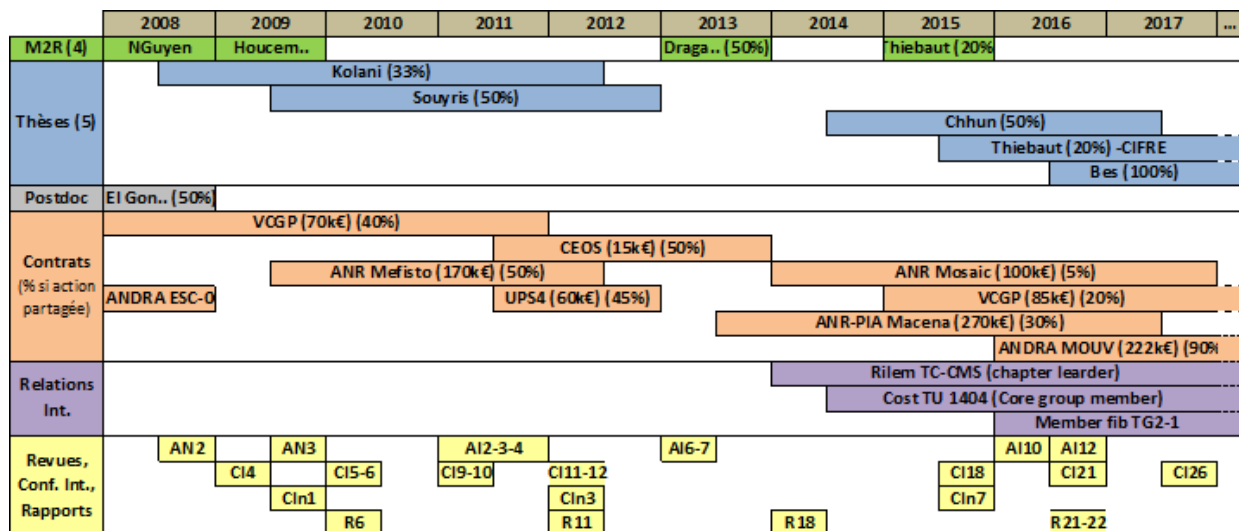 2008 2009 2010 2011 2012 2013 2014 2015 2016 2017 ...
M2R (4) NGuyen Houcem.. Draga.. (50%) Thiebaut (20%
Kolani (33%)
Souyris (50%)
Thèses (5) Chhun (50%)
Thiebaut (20%) -CIFRE
Bes (100%)
Postdoc El Gon.. (50%)
VCGP (70k€) (40%)
CEOS (15k€) (50%)
Contrats ANR Mefisto (170k€) (50%) ANR Mosaic (100k€) (5%)
(% si action ANDRA ESC-0 UPS4 (60k€) (45%) VCGP (85k€) (20%)
partagée) ANR-PIA Macena (270k€) (30%)
ANDRA MOUV (222k€) (90%
Relations Rilem TC-CMS (chapter learder)
Int. Cost TU 1404 (Core group member)
Member fib TG2-1
Revues, AN2 AN3 AI2-3-4 AI6-7 AI10 AI12
Conf. Int., CI4 CI5-6 CI9-10 CI11-12 CI18 CI21 CI26
Rapports CIn1 CIn3 CIn7
R6 R11 R18 R21-22